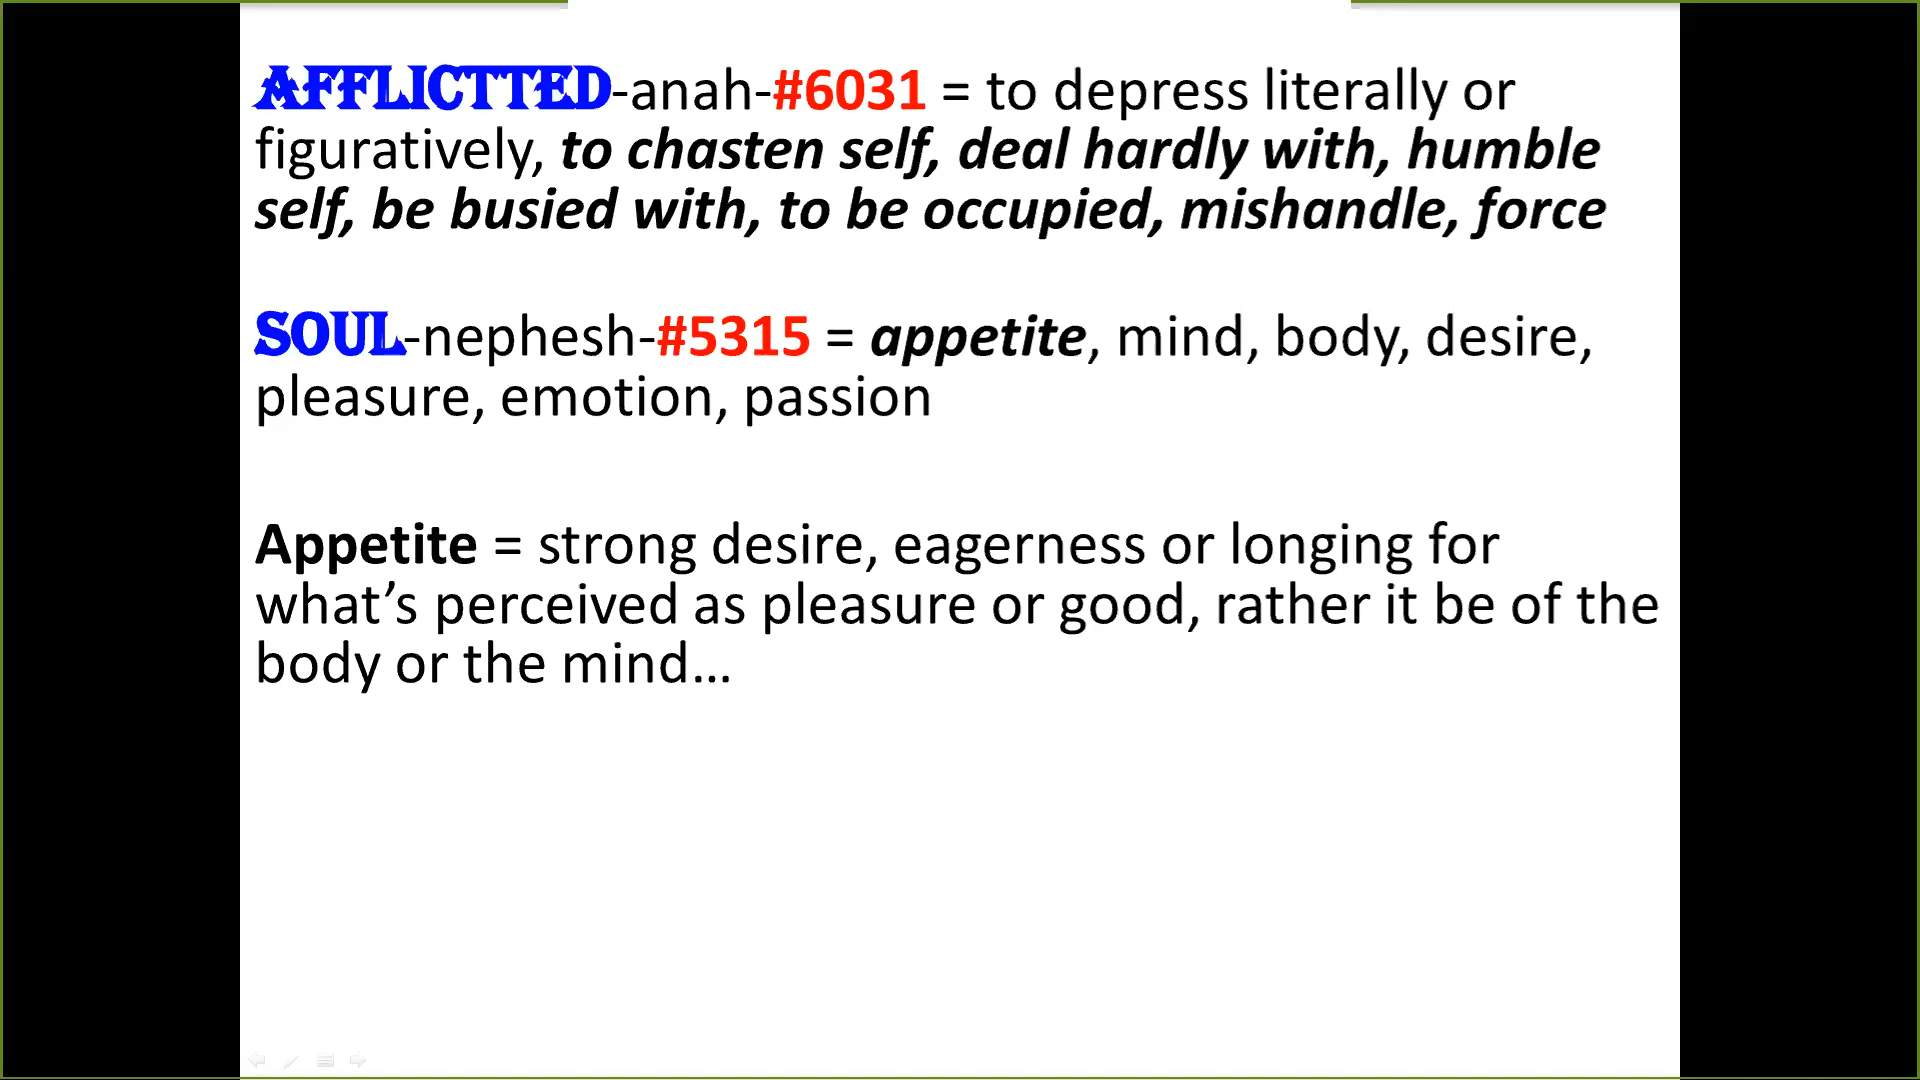 AFFLICTTED-anah-#6031 = to depress literally or
figuratively, to chasten self, deal hardly with, humble
self, be busied with, to be occupied, mishandle, force
SOUL-nephesh-#5315 = appetite, mind, body, desire,
pleasure, emotion, passion
Appetite = strong desire, eagerness or longing for
what’s perceived as pleasure or good, rather it be of the
body or the mind…